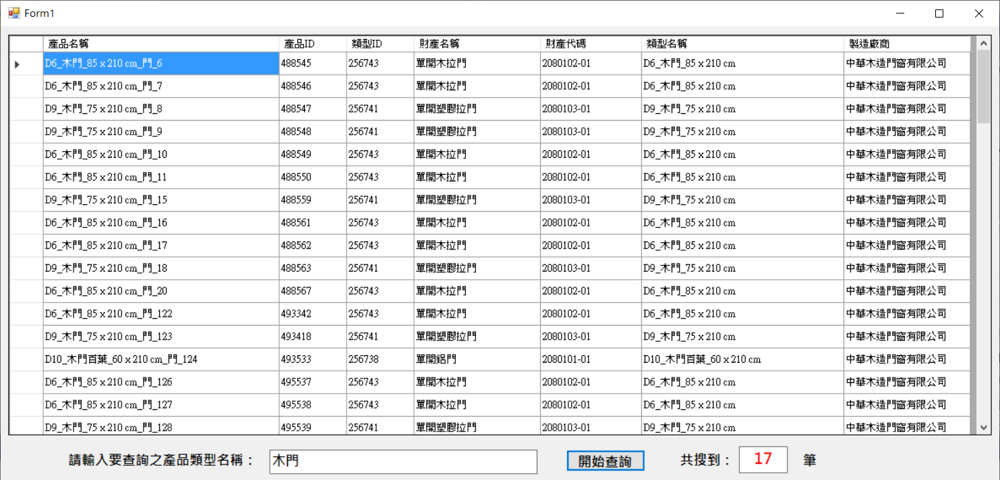 Form1
產品名稱 產品ID 類型ID 財產名稱 財產代碼 類型名稱 製造廠商
D6_木門_85 x 210 cm_門_6 488545 256743 單開木拉門 2080102-01 D6_木門_85 x 210 cm 中華木造門窗有限公司
D6_木門_85 x 210 cm_門_7 488546 256743 單開木拉門 2080102-01 D6_木門_85 x 210 cm 中華木造門窗有限公司
D9_木門_75 x 210 cm_門_8 488547 256741 單開塑膠拉門 2080103-01 D9_木門_75 x 210 cm 中華木造門窗有限公司
D9_木門_75 x 210 cm_門_9 488548 256741 單開塑膠拉門 2080103-01 D9_木門_75 x 210 cm 中華木造門窗有限公司
D6_木門_85 x 210 cm_門_10 488549 256743 單開木拉門 2080102-01 D6_木門_85 x 210 cm 中華木造門窗有限公司
D6_木門_85 x 210 cm_門_11 488550 256743 單開木拉門 2080102-01 D6_木門_85 x 210 cm 中華木造門窗有限公司
D9_木門_75 x 210 cm_門_15 488559 256741 單開塑膠拉門 2080103-01 D9_木門_75 x 210 cm 中華木造門窗有限公司
D6_木門_85 x 210 cm_門_16 488561 256743 單開木拉門 2080102-01 D6_木門_85 x 210 cm 中華木造門窗有限公司
D6_木門_85 x 210 cm_門_17 488562 256743 單開木拉門 2080102-01 D6_木門_85 x 210 cm 中華木造門窗有限公司
D9_木門_75 x 210 cm_門_18 488563 256741 單開塑膠拉門 2080103-01 D9_木門_75 x 210 cm 中華木造門窗有限公司
D6_木門_85 x 210 cm_門_20 488567 256743 單開木拉門 2080102-01 D6_木門_85 x 210 cm 中華木造門窗有限公司
D6_木門_85 x 210 cm_門_122 493342 256743 單開木拉門 2080102-01 D6_木門_85 x 210 cm 中華木造門窗有限公司
D9_木門_75 x 210 cm_門_123 493418 256741 單開塑膠拉門 2080103-01 D9_木門_75 x 210 cm 中華木造門窗有限公司
D10_木門百葉_60 x 210 cm_門_124 493533 256738 單開鋁門 2080101-01 D10_木門百葉_60 x 210 cm 中華木造門窗有限公司
D6_木門_85 x 210 cm_門_126 495537 256743 單開木拉門 2080102-01 D6_木門_85 x 210 cm 中華木造門窗有限公司
D6_木門_85 x 210 cm_門_127 495538 256743 單開木拉門 2080102-01 D6_木門_85 x 210 cm 中華木造門窗有限公司
D9_木門_75 x 210 cm_門_128 495539 256741 單開塑膠拉門 2080103-01 D9_木門_75 x 210 cm 中華木造門窗有限公司
請輸入要查詢之產品類型名稱： 木門 開始查詢 共搜到： 17 筆